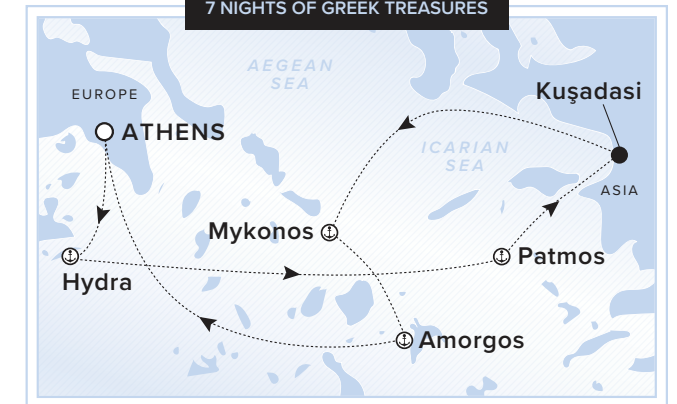 7 NIGHTS OF GREEK TREASURES
AEGEAN
SEA
EUROPE
Kuşadasi
ATHENS
ICARIAN
SEA
ASIA
Mykonos
Patmos
Hydra
Amorgos